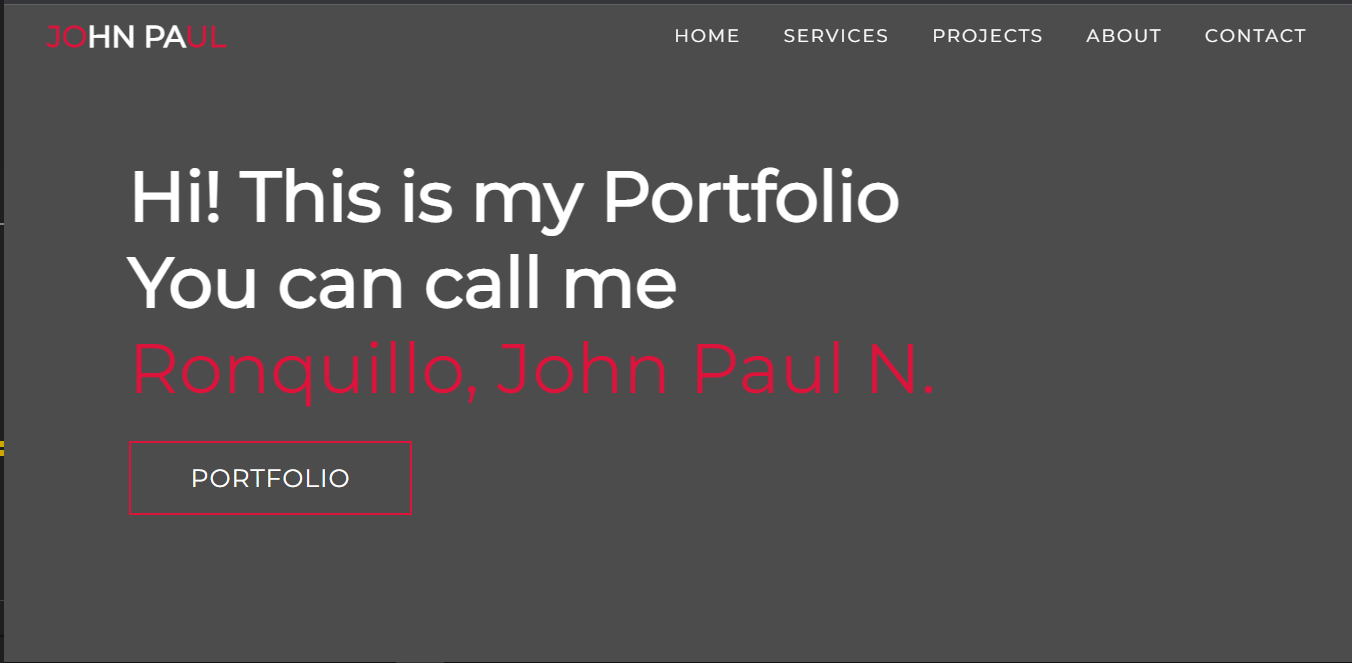 JOHN PAUL
HOME SERVICES PROJECTS ABOUT CONTACT
Hi! This is my Portfolio
You can call me
Ronquillo, John Paul N.
PORTFOLIO